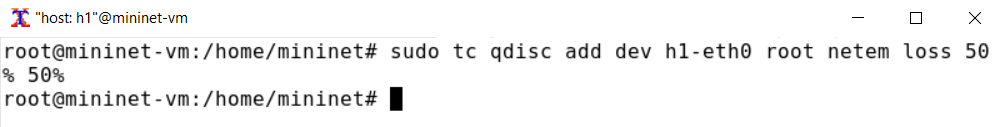 "host: h1"@mininet-vm
root@mininet-vm:/home/mininet# sudo tc qdisc add dev h1-eth0 root netem loss 50
% 50%
root@mininet-vm:/home/mininet#